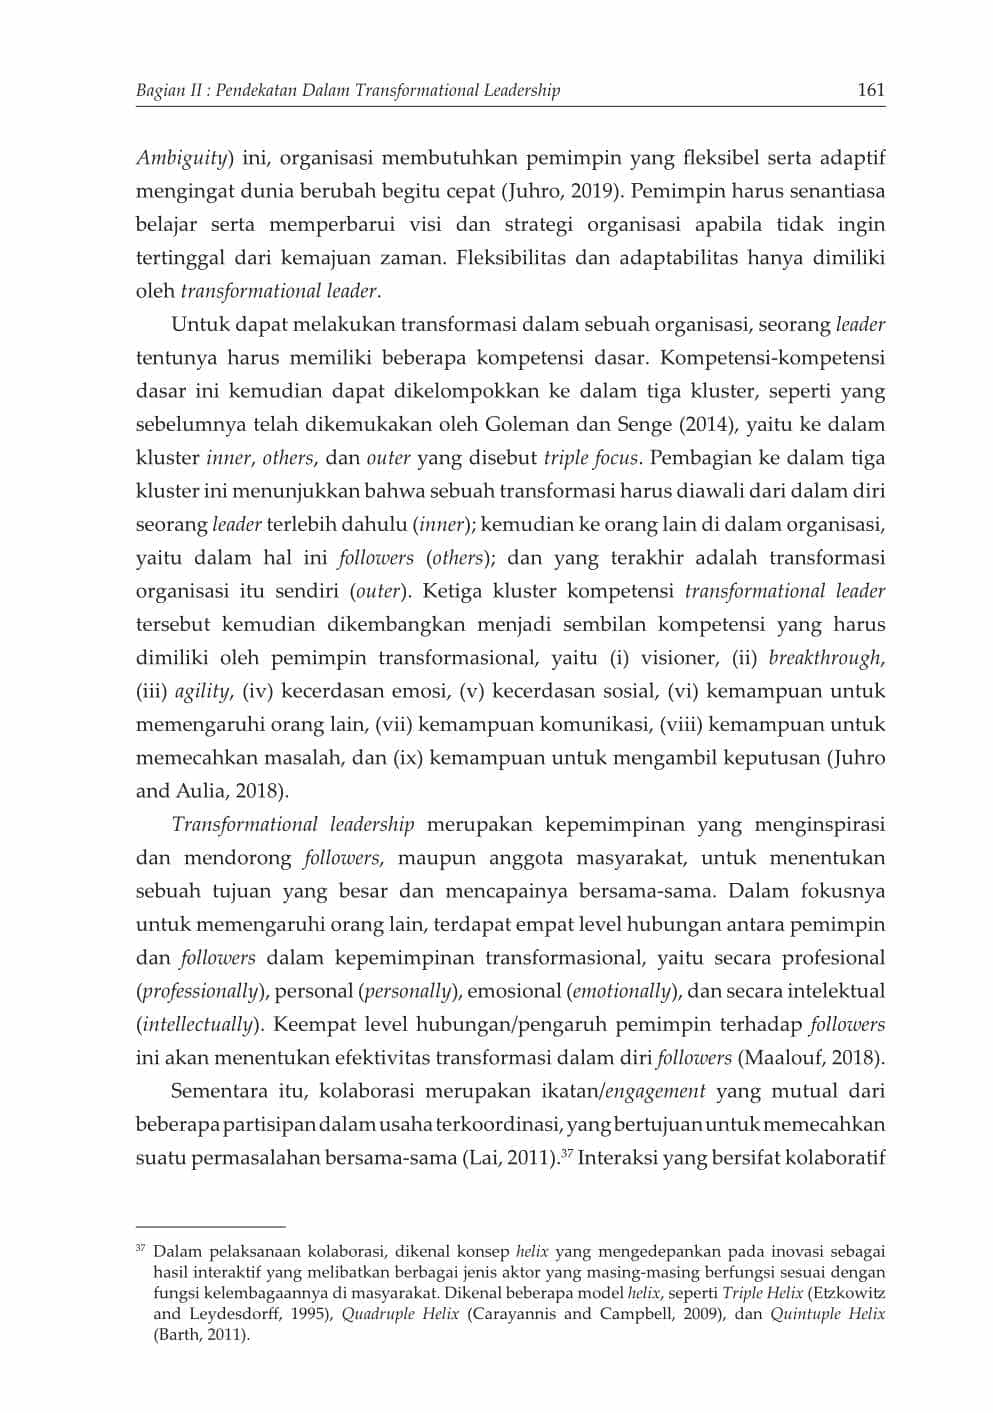 Bagian II : Pendekatan Dalam Transformational Leadership 161
Ambiguity) ini, organisasi membutuhkan pemimpin yang fleksibel serta adaptif
mengingat dunia berubah begitu cepat (Juhro, 2019). Pemimpin harus senantiasa
belajar serta memperbarui visi dan strategi organisasi apabila tidak ingin
tertinggal dari kemajuan zaman. Fleksibilitas dan adaptabilitas hanya dimiliki
oleh transformational leader.
Untuk dapat melakukan transformasi dalam sebuah organisasi, seorang leader
tentunya harus memiliki beberapa kompetensi dasar. Kompetensi-kompetensi
dasar ini kemudian dapat dikelompokkan ke dalam tiga kluster, seperti yang
sebelumnya telah dikemukakan oleh Goleman dan Senge (2014), yaitu ke dalam
kluster inner, others, dan outer yang disebut triple focus. Pembagian ke dalam tiga
kluster ini menunjukkan bahwa sebuah transformasi harus diawali dari dalam diri
seorang leader terlebih dahulu (inner); kemudian ke orang lain di dalam organisasi,
yaitu dalam hal ini followers (others); dan yang terakhir adalah transformasi
organisasi itu sendiri (outer). Ketiga kluster kompetensi transformational leader
tersebut kemudian dikembangkan menjadi sembilan kompetensi yang harus
dimiliki oleh pemimpin transformasional, yaitu (i) visioner, (ii) breakthrough,
(iii) agility, (iv) kecerdasan emosi, (v) kecerdasan sosial, (vi) kemampuan untuk
memengaruhi orang lain, (vii) kemampuan komunikasi, (viii) kemampuan untuk
memecahkan masalah, dan (ix) kemampuan untuk mengambil keputusan (Juhro
and Aulia, 2018).
Transformational leadership merupakan kepemimpinan yang menginspirasi
dan mendorong followers, maupun anggota masyarakat, untuk menentukan
sebuah tujuan yang besar dan mencapainya bersama-sama. Dalam fokusnya
untuk memengaruhi orang lain, terdapat empat level hubungan antara pemimpin
dan followers dalam kepemimpinan transformasional, yaitu secara profesional
(professionally), personal (personally), emosional (emotionally), dan secara intelektual
(intellectually). Keempat level hubungan/pengaruh pemimpin terhadap followers
ini akan menentukan efektivitas transformasi dalam diri followers (Maalouf, 2018).
Sementara itu, kolaborasi merupakan ikatan/engagement yang mutual dari
beberapa partisipan dalam usaha terkoordinasi, yang bertujuan untuk memecahkan
suatu permasalahan bersama-sama (Lai, 2011).37 Interaksi yang bersifat kolaboratif
37 Dalam pelaksanaan kolaborasi, dikenal konsep helix yang mengedepankan pada inovasi sebagai
hasil interaktif yang melibatkan berbagai jenis aktor yang masing-masing berfungsi sesuai dengan
fungsi kelembagaannya di masyarakat. Dikenal beberapa model helix, seperti Triple Helix (Etzkowitz
and Leydesdorff, 1995), Quadruple Helix (Carayannis and Campbell, 2009), dan Quintuple Helix
(Barth, 2011).